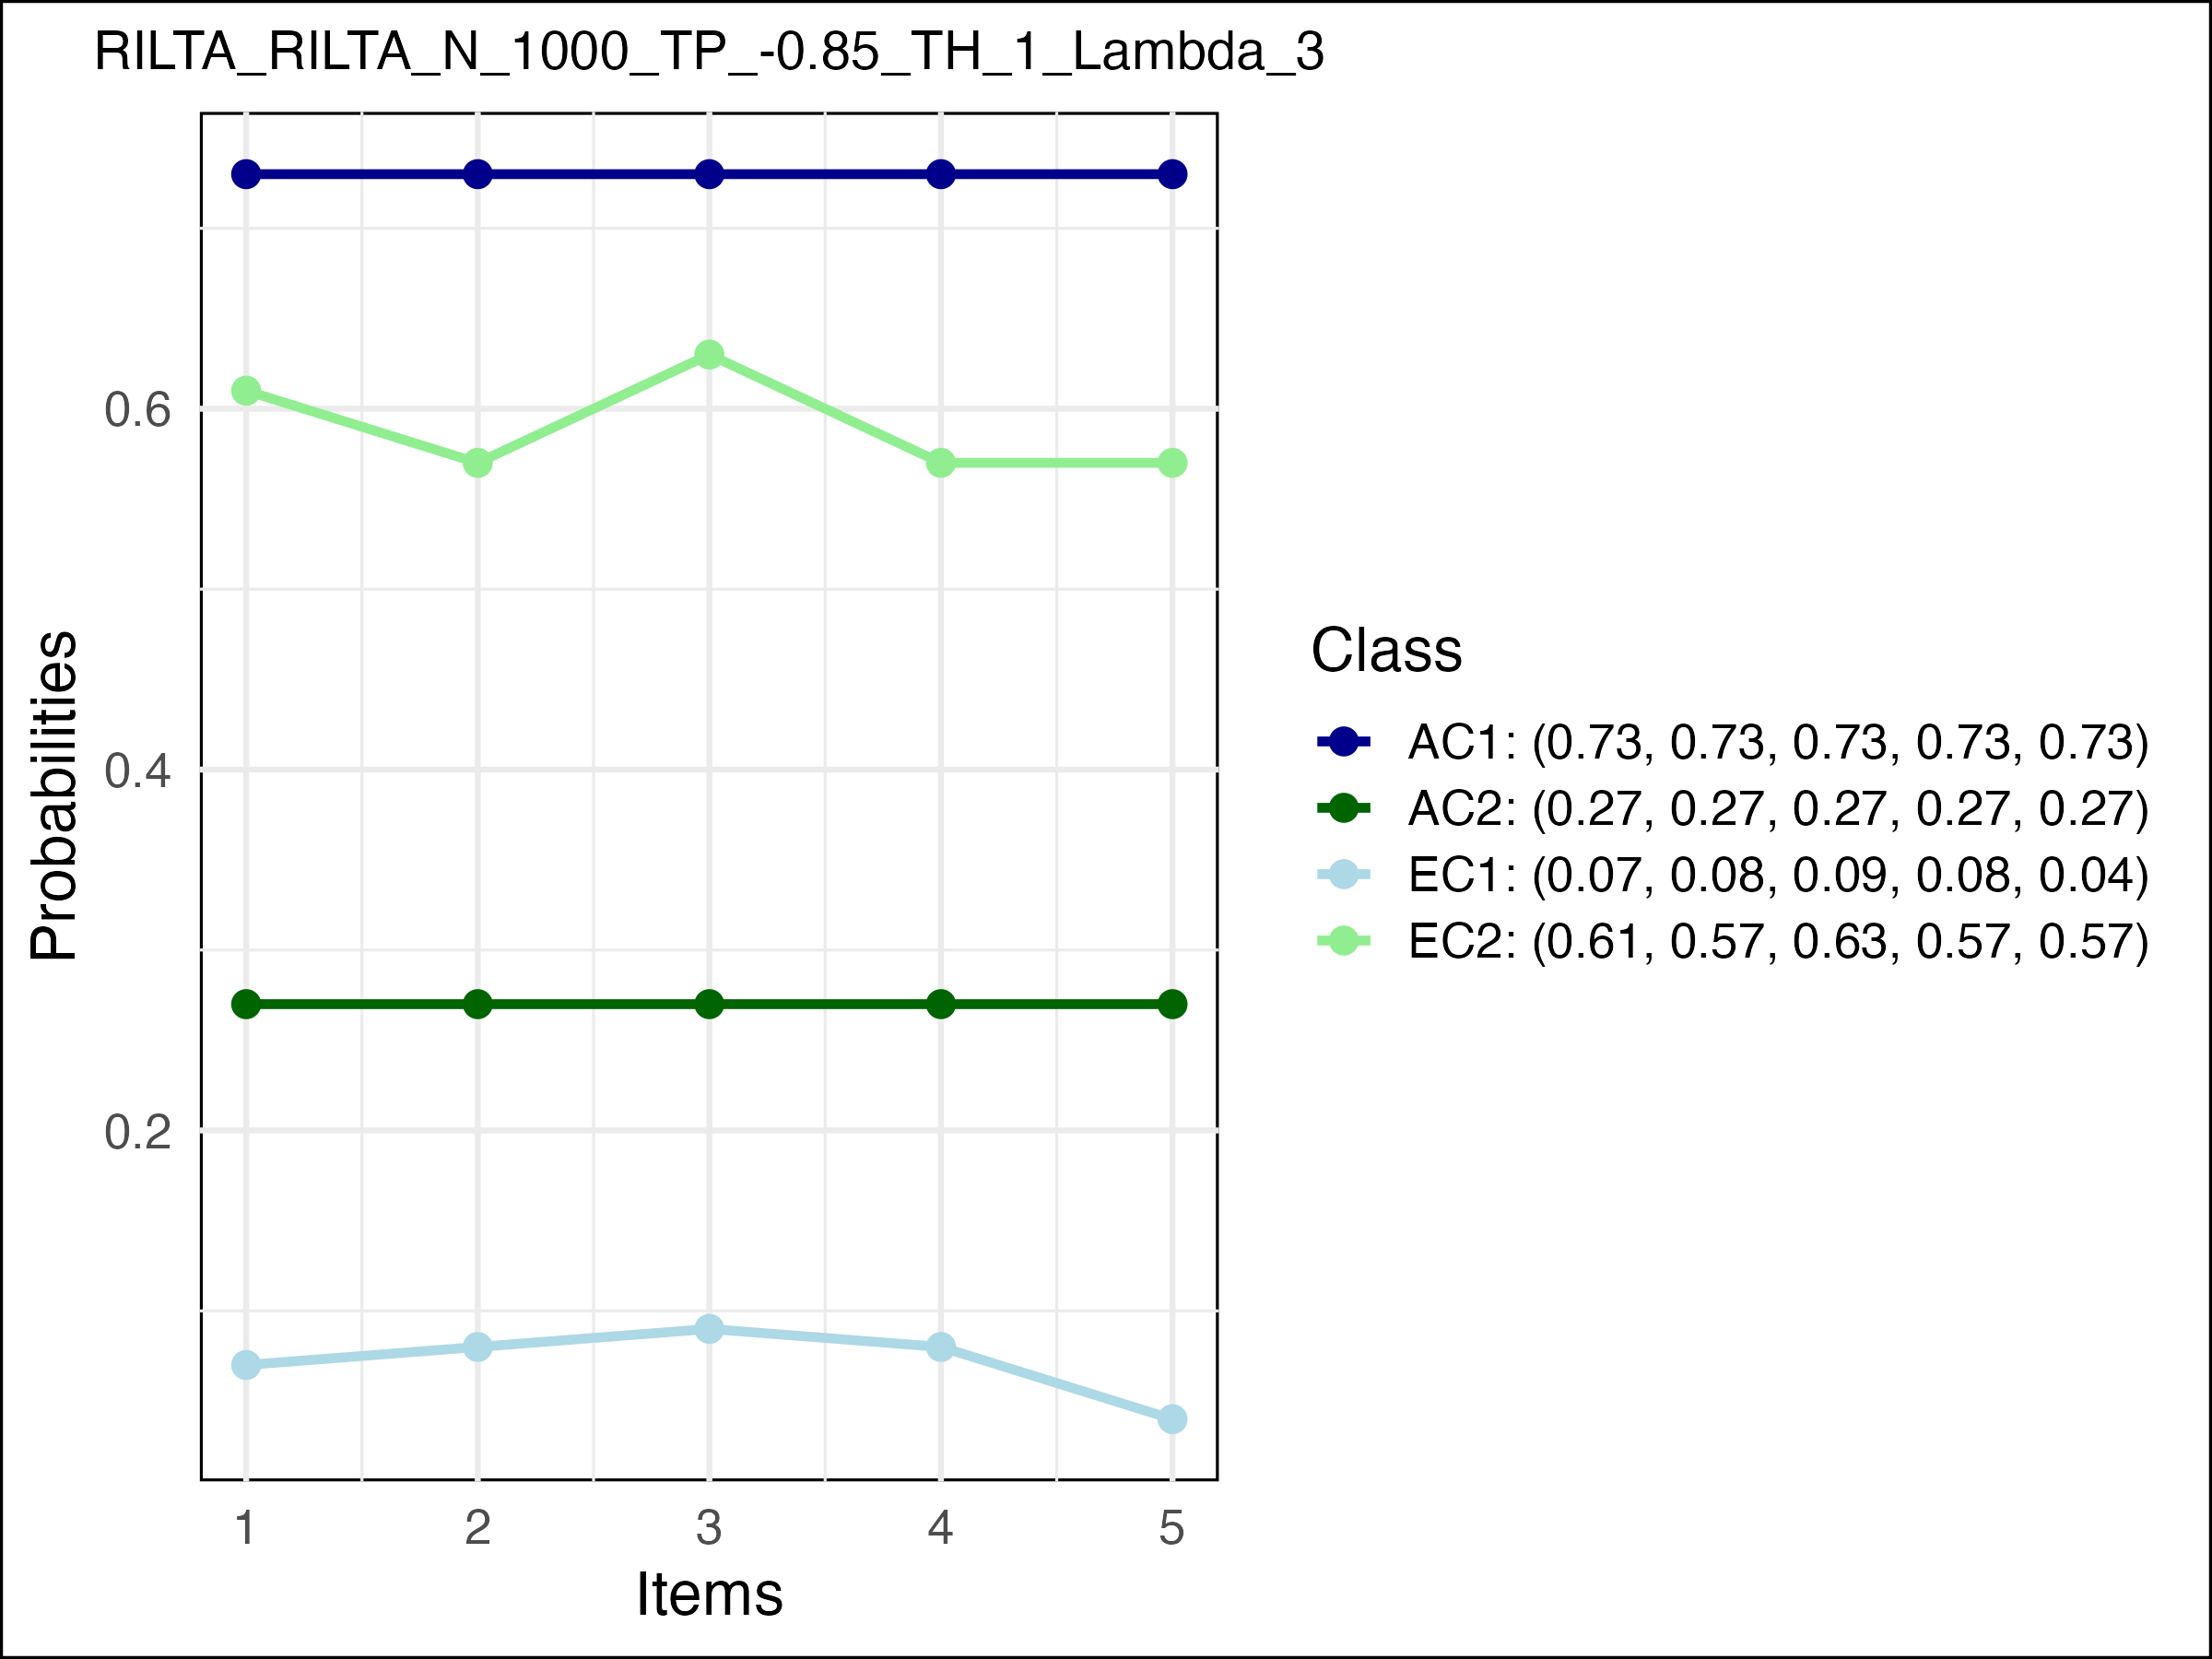 RILTA_RILTA_N_1000_TP_-0.85_TH_1_Lambda_3
Probabilities
0.6
0.4
0.2
1 2 3 4 5
Items
Class
AC1: (0.73, 0.73, 0.73, 0.73, 0.73)
AC2: (0.27, 0.27, 0.27, 0.27, 0.27)
EC1: (0.07, 0.08, 0.09, 0.08, 0.04)
EC2: (0.61, 0.57, 0.63, 0.57, 0.57)